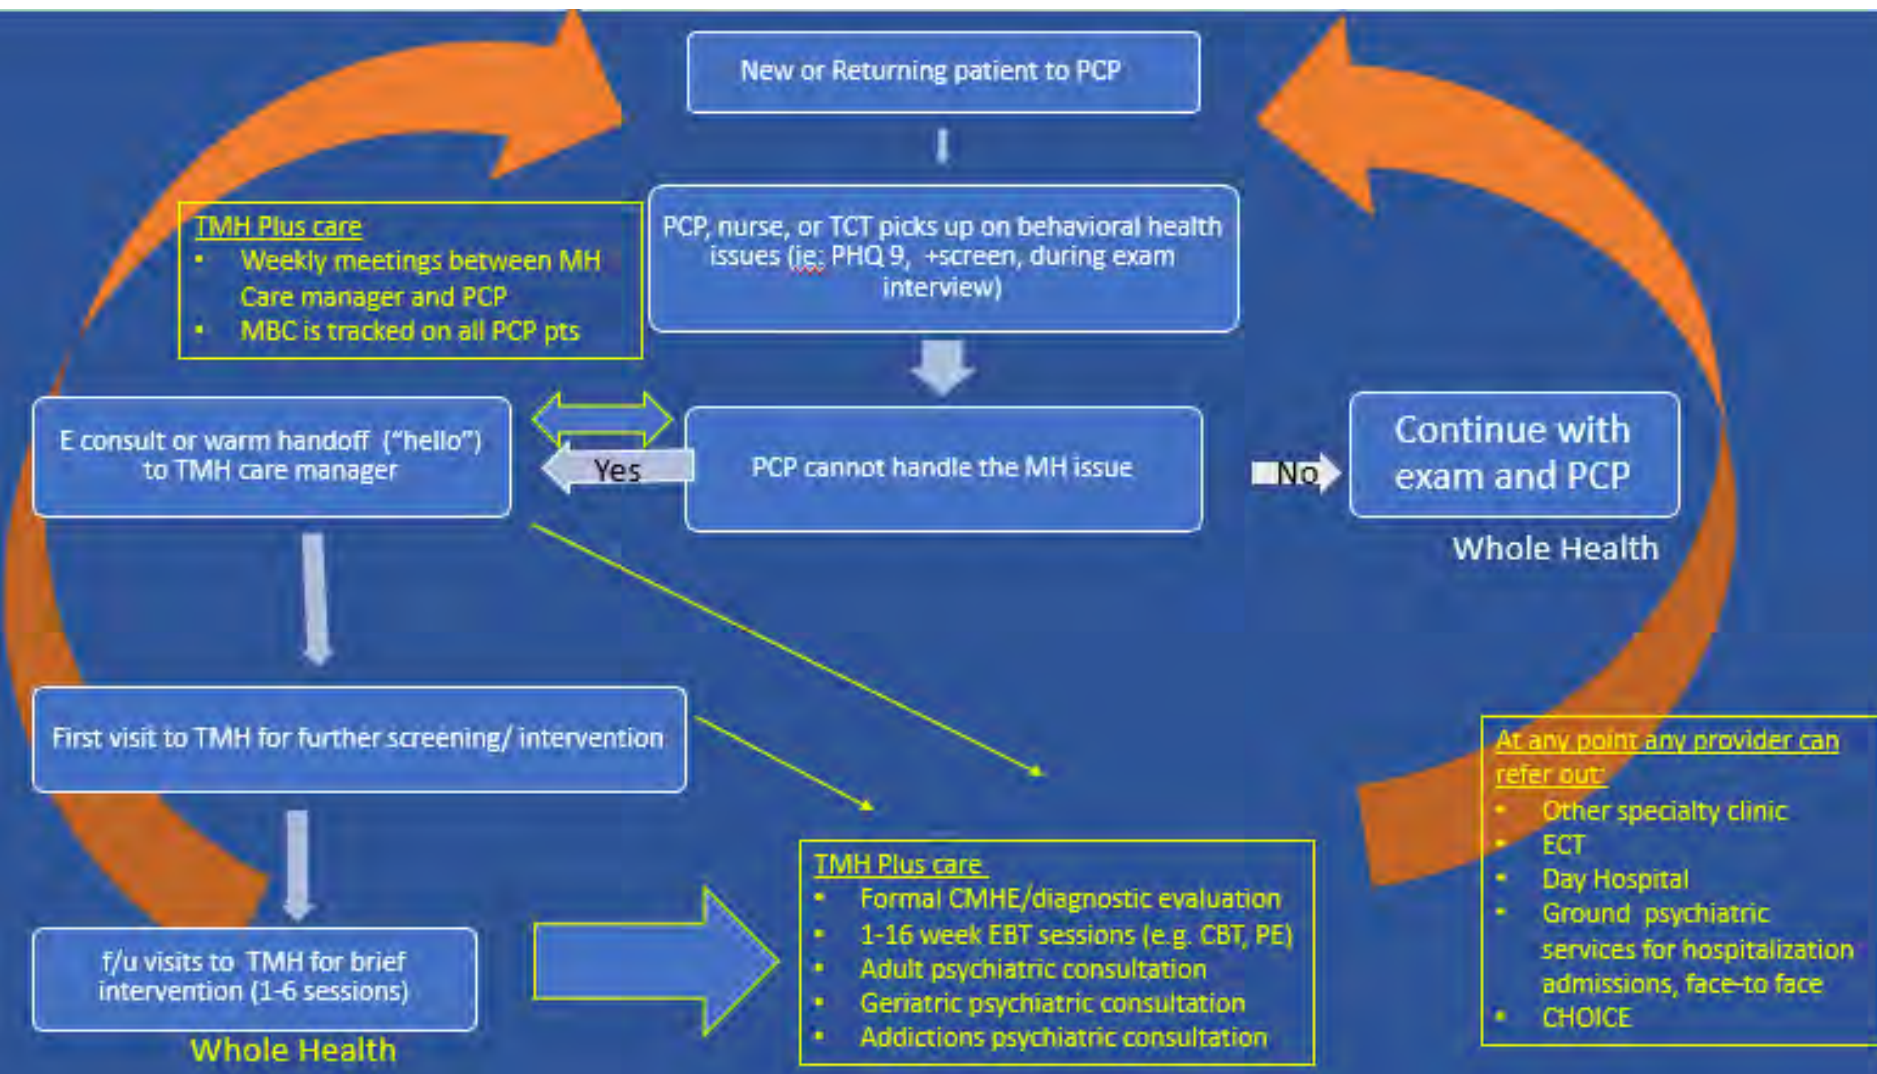 New or Returning patient to PCP
TMH Plus care
• Weekly meetings between MH
Care manager and PCP
• MBC is tracked on all PCP pts
PCP, nurse, or TCT picks up on behavioral health
issues (ie: PHQ 9, +screen, during exam
interview)
E consult or warm handoff ("hello")
to TMH care manager
Yes
PCP cannot handle the MH issue
No
Continue with
exam and PCP
Whole Health
First visit to TMH for further screening/ intervention
f/u visits to TMH for brief
intervention (1-6 sessions)
Whole Health
TMH Plus care
• Formal CMHE/diagnostic evaluation
• 1-16 week EBT sessions (e.g. CBT, PE)
• Adult psychiatric consultation
• Geriatric psychiatric consultation
• Addictions psychiatric consultation
At any point any provider can
refer out:
• Other specialty clinic
• ECT
• Day Hospital
• Ground psychiatric
services for hospitalization
admissions, face-to face
• CHOICE